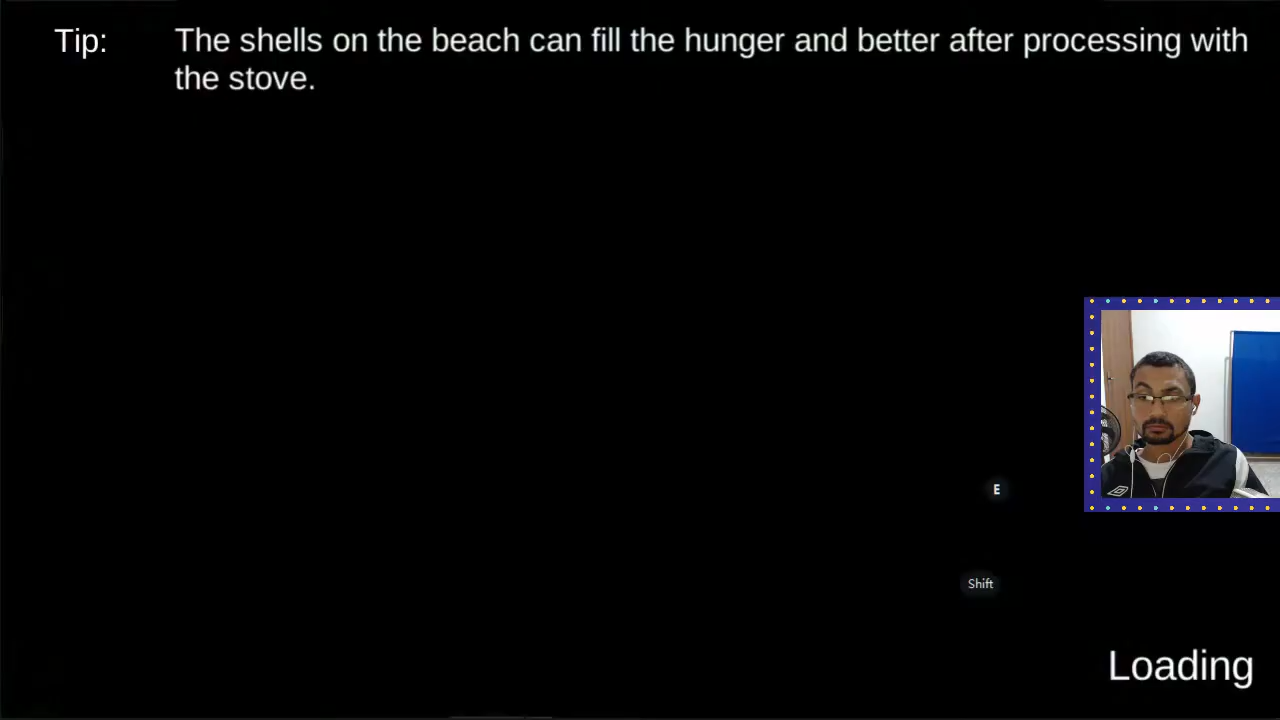 Tip: The shells on the beach can fill the hunger and better after processing with
the stove.
E
Shift
Loading